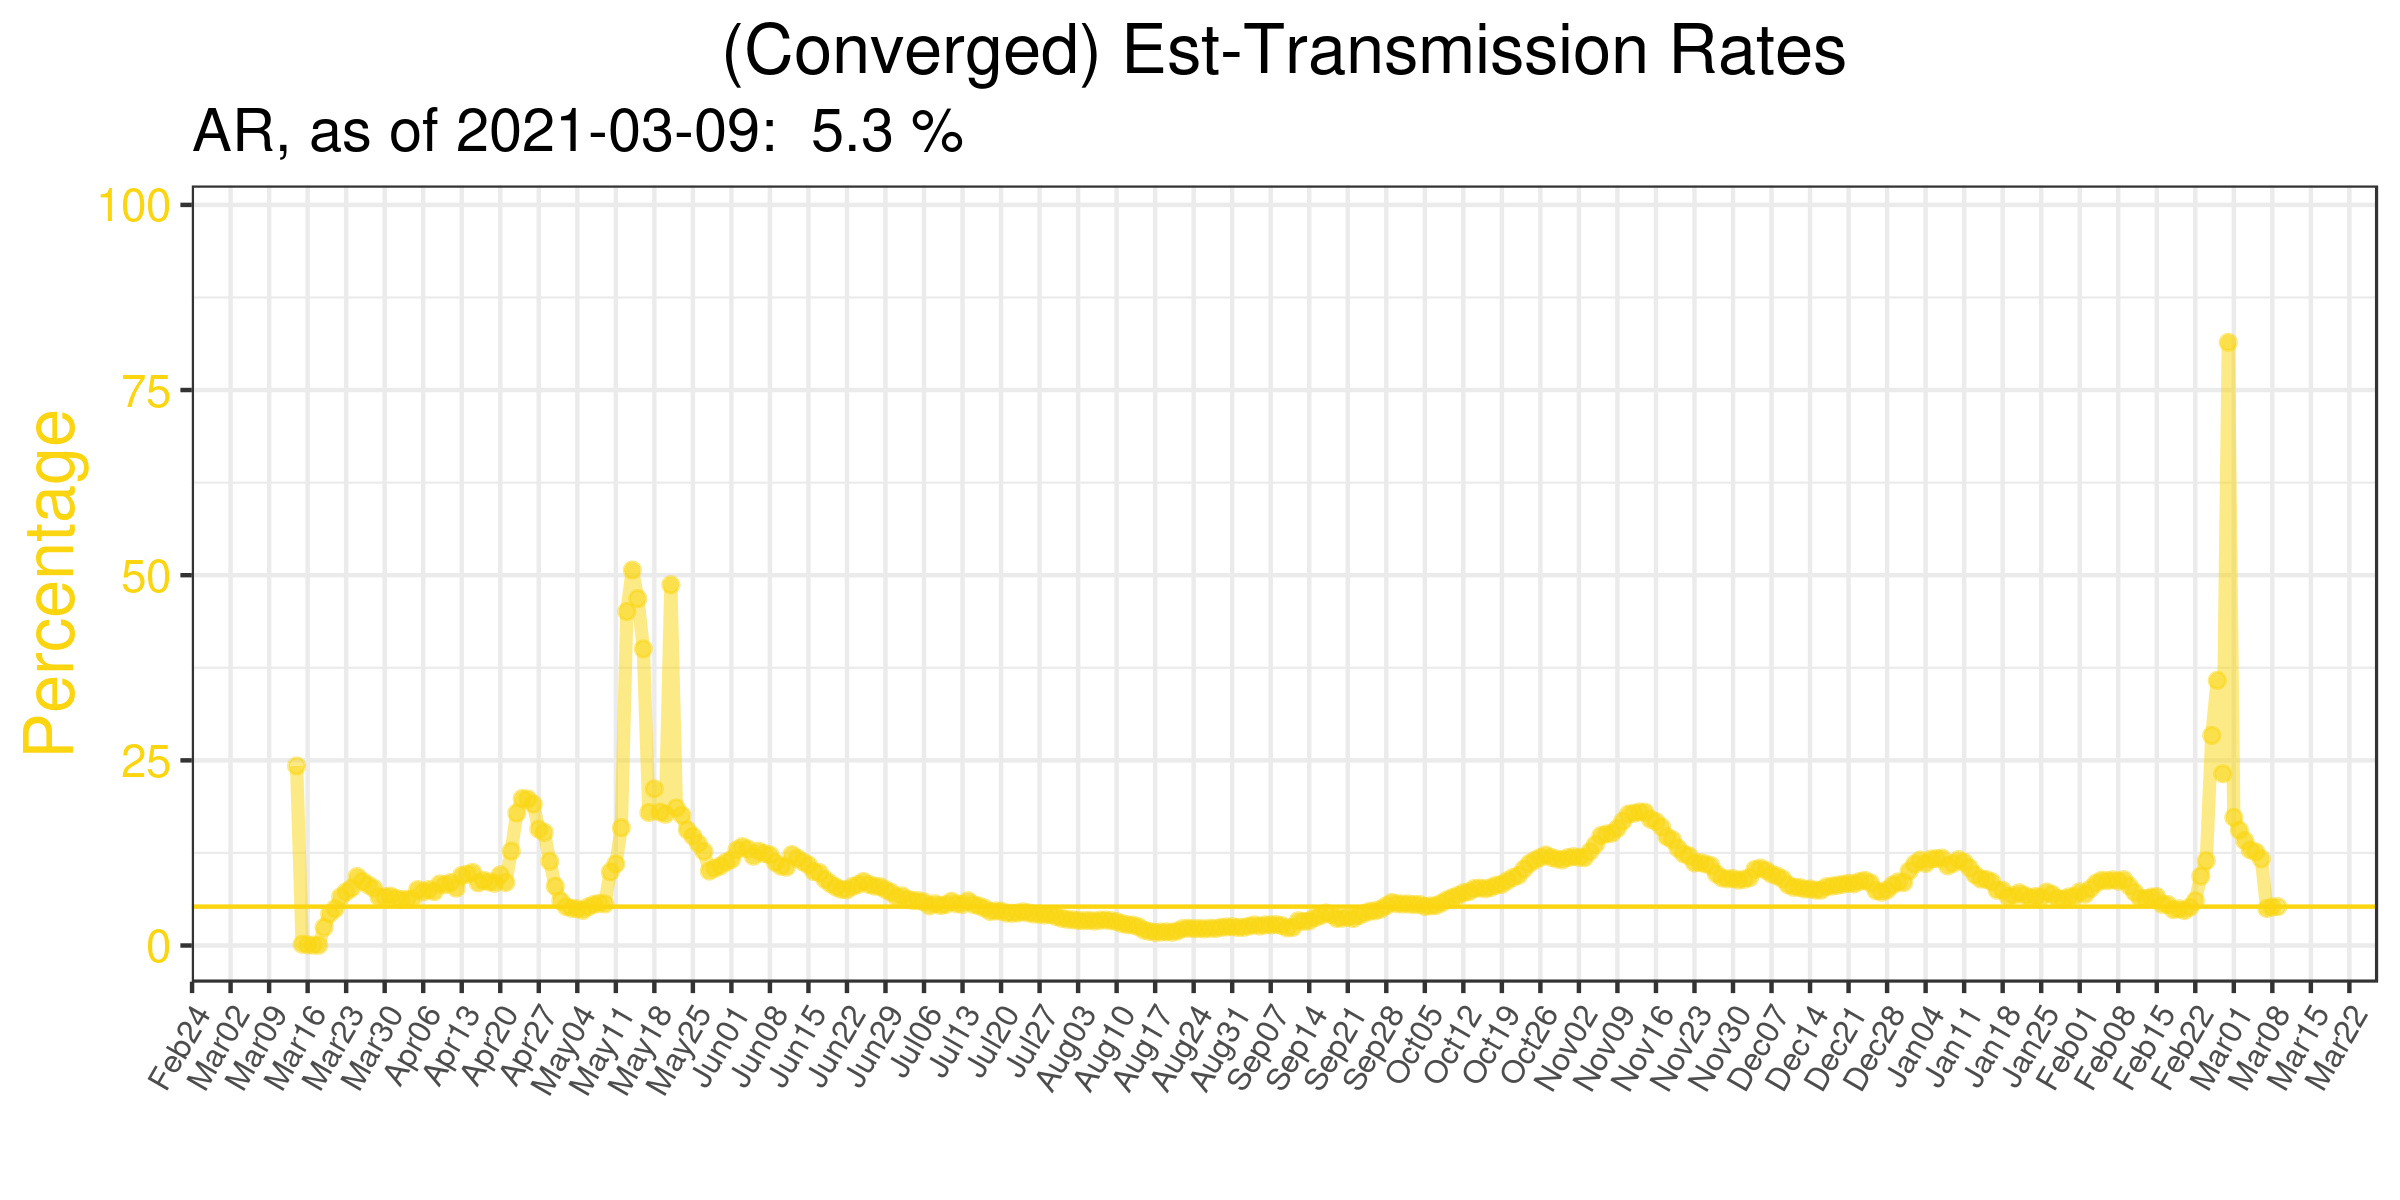 (Converged) Est-Transmission Rates
AR, as of 2021-03-09:  5.3 %
Percentage
100
75
50
25
0
Feb24
Mar02
Mar09
Mar16
Mar23
Mar30
Apr06
Apr13
Apr20
Apr27
May04
May11
May18
May25
Jun01
Jun08
Jun15
Jun22
Jun29
Jul06
Jul13
Jul20
Jul27
Aug03
Aug10
Aug17
Aug24
Aug31
Sep07
Sep14
Sep21
Sep28
Oct05
Oct12
Oct19
Oct26
Nov02
Nov09
Nov16
Nov23
Nov30
Dec07
Dec14
Dec21
Dec28
Jan04
Jan11
Jan18
Jan25
Feb01
Feb08
Feb15
Feb22
Mar01
Mar08
Mar15
Mar22